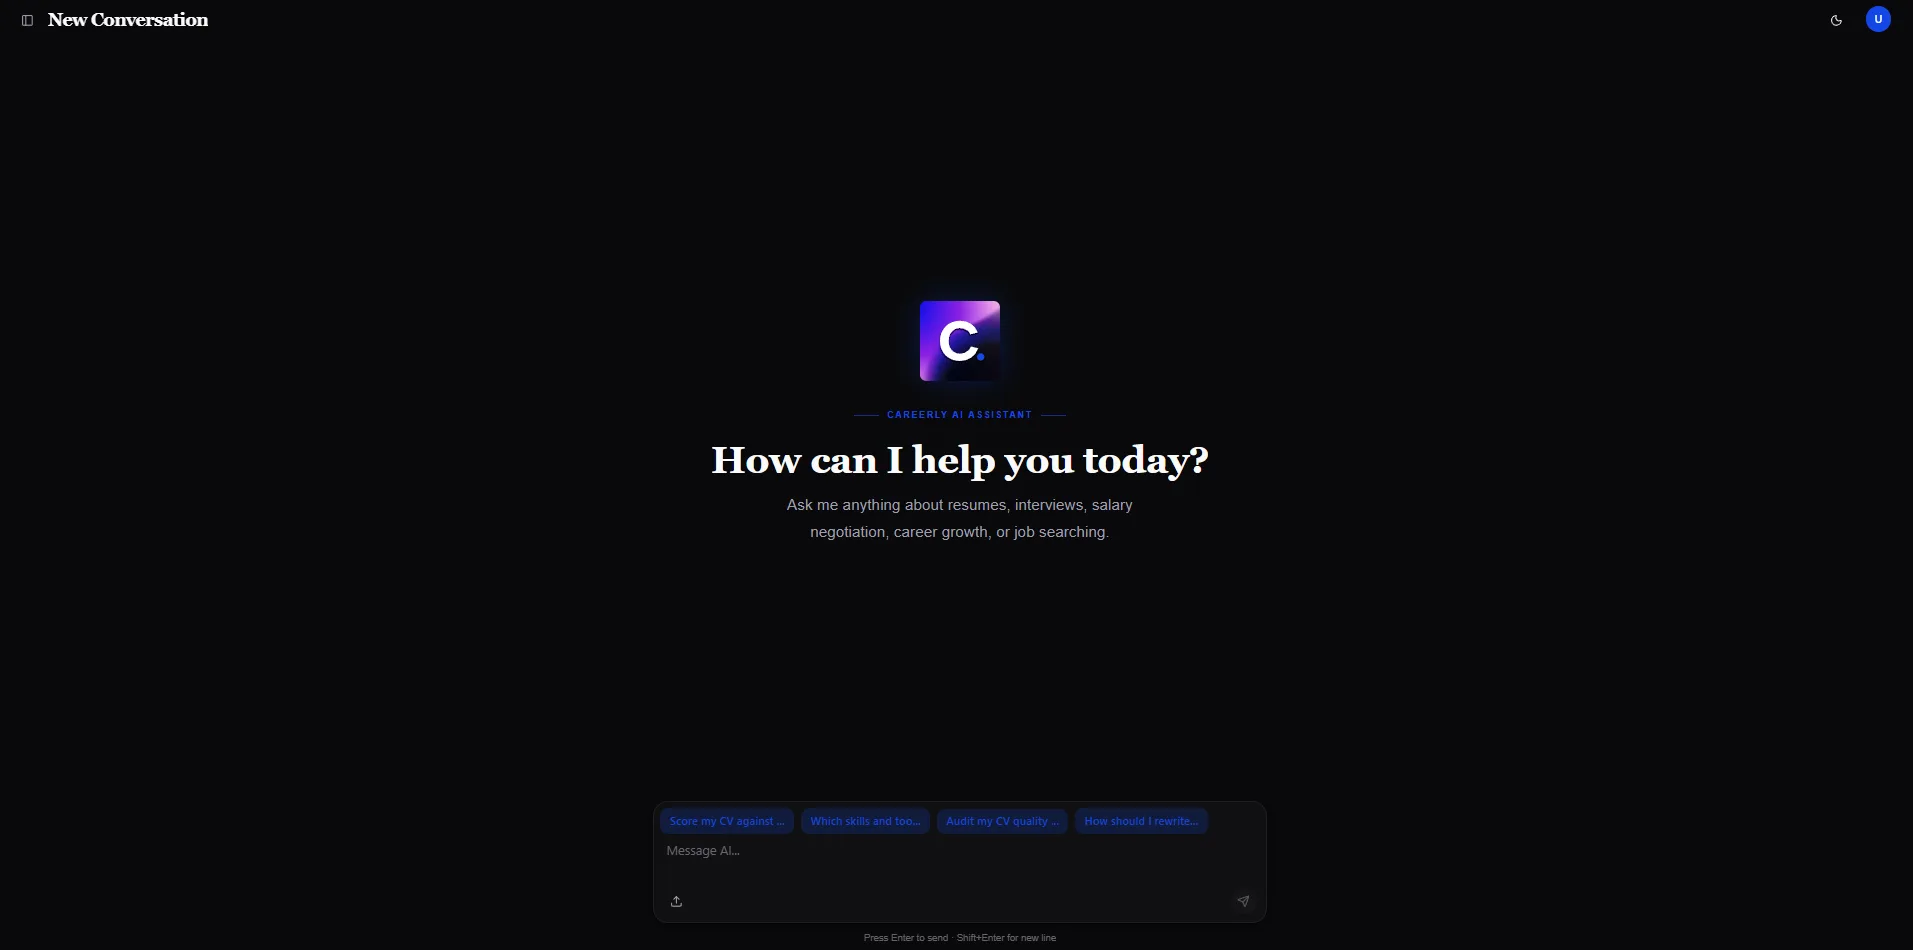 New Conversation
U
C.
CAREERLY AI ASSISTANT
How can I help you today?
Ask me anything about resumes, interviews, salary
negotiation, career growth, or job searching.
Score my CV against ...
Which skills and too...
Audit my CV quality ...
How should I rewrite...
Message AI...
Press Enter to send · Shift+Enter for new line